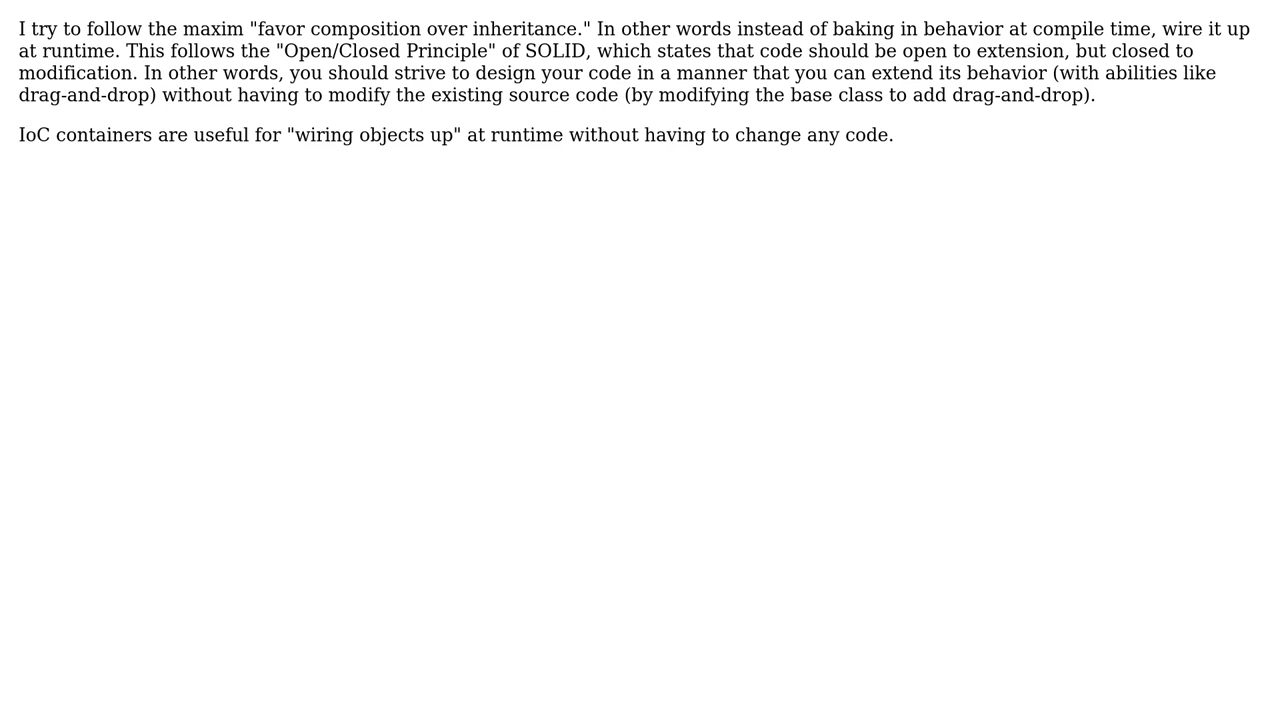 I try to follow the maxim "favor composition over inheritance." In other words instead of baking in behavior at compile time, wire it up
at runtime. This follows the "Open/Closed Principle" of SOLID, which states that code should be open to extension, but closed to
modification. In other words, you should strive to design your code in a manner that you can extend its behavior (with abilities like
drag-and-drop) without having to modify the existing source code (by modifying the base class to add drag-and-drop).
IoC containers are useful for "wiring objects up" at runtime without having to change any code.